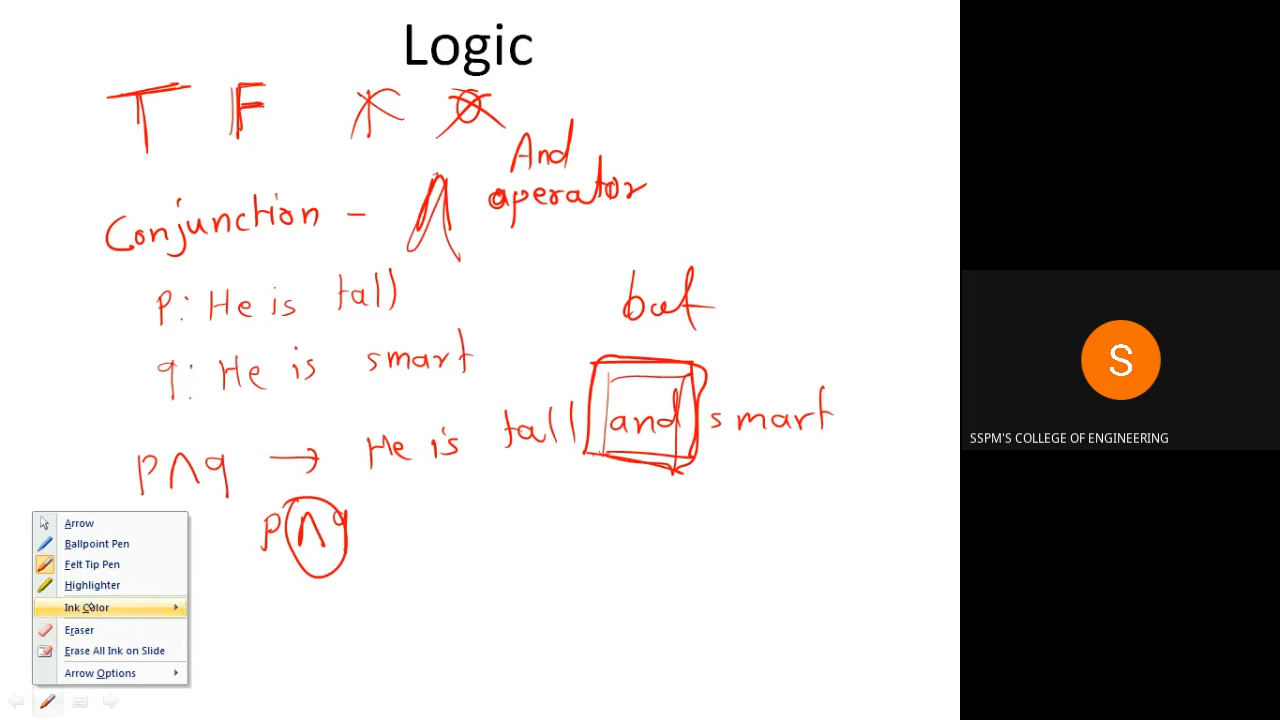 Logic
T F
And
operator
Conjunction - ∧
p: He is tall
but
q: He is smart
p∧q → He is tall and smart
p∧q
Arrow
Ballpoint Pen
Felt Tip Pen
Highlighter
Ink Color
Eraser
Erase All Ink on Slide
Arrow Options
S
SSPM'S COLLEGE OF ENGINEERING